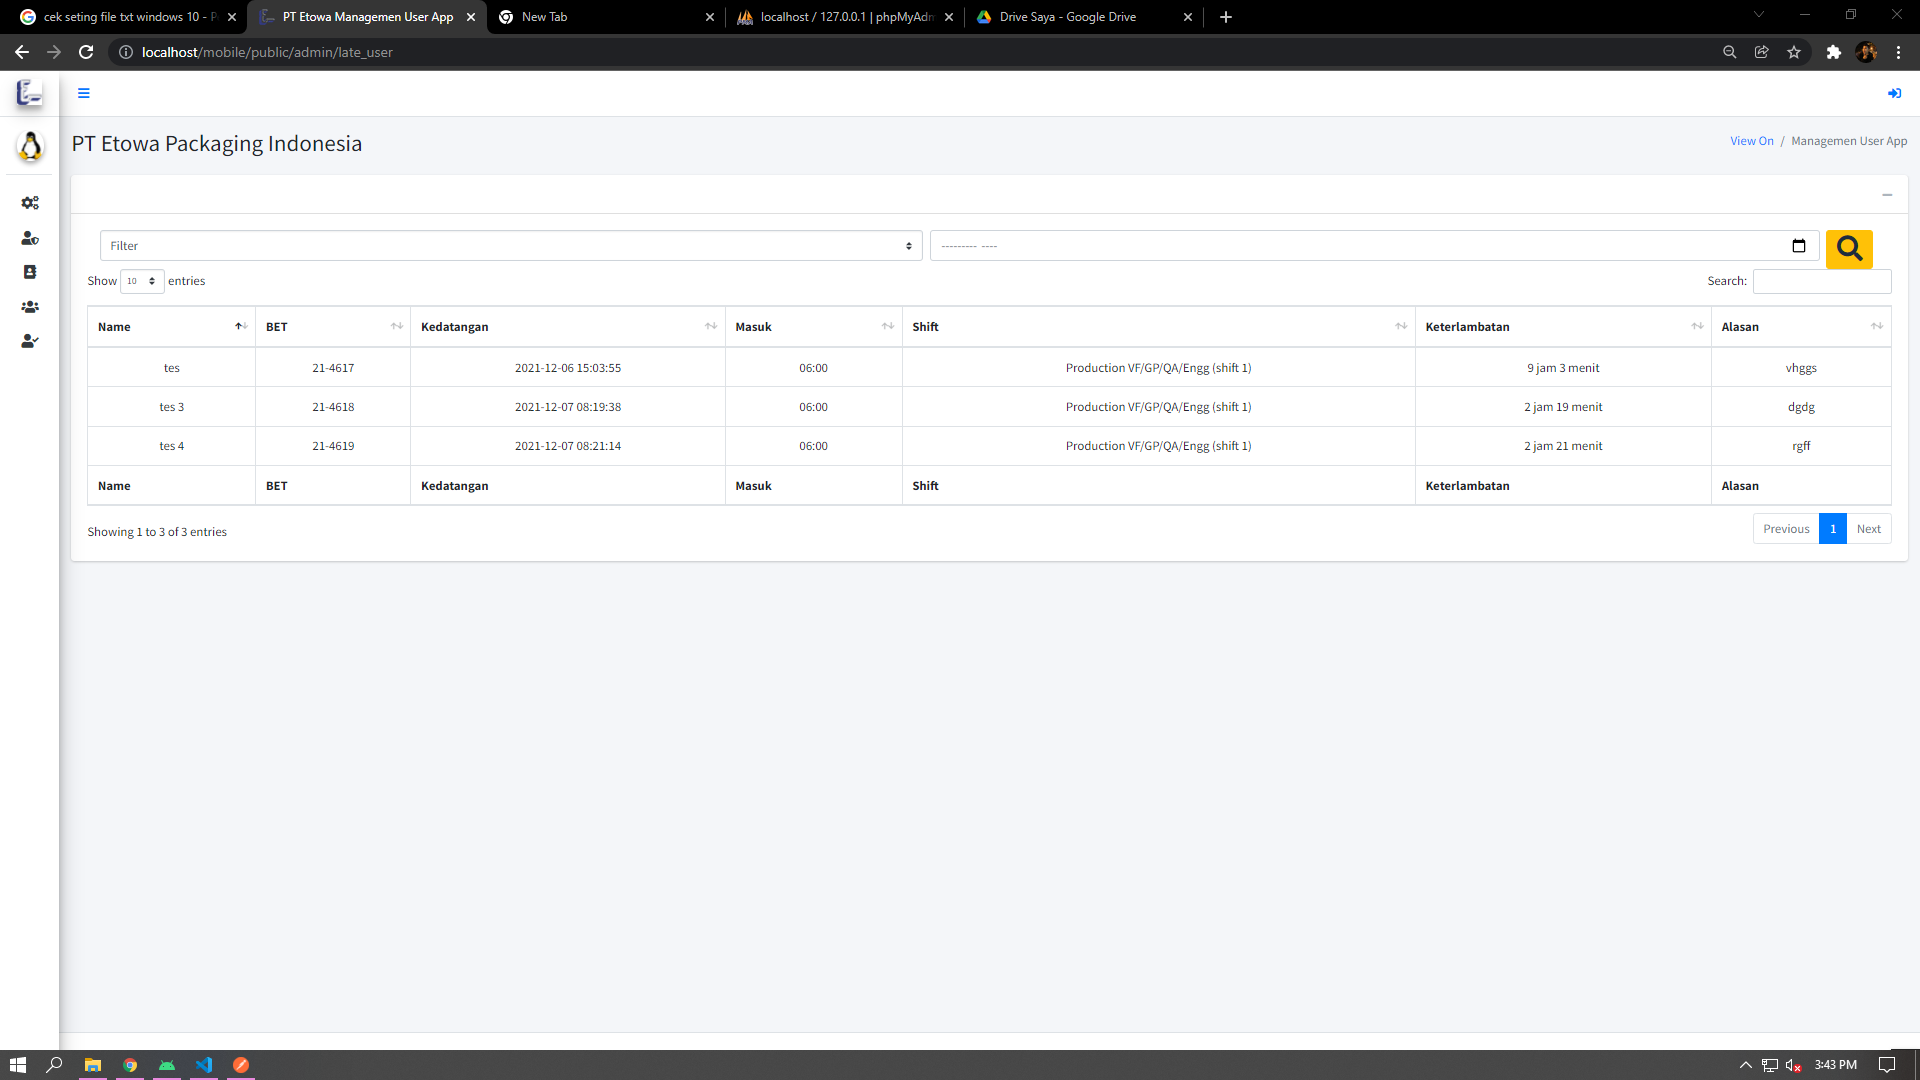 cek seting file txt windows 10 - P
PT Etowa Managemen User App
New Tab
localhost / 127.0.0.1 | phpMyAdm
Drive Saya - Google Drive
localhost/mobile/public/admin/late_user
PT Etowa Packaging Indonesia
View On / Managemen User App
Filter
--------- ----
Show 10 entries
Search:
Name BET Kedatangan Masuk Shift Keterlambatan Alasan
tes 21-4617 2021-12-06 15:03:55 06:00 Production VF/GP/QA/Engg (shift 1) 9 jam 3 menit vhggs
tes 3 21-4618 2021-12-07 08:19:38 06:00 Production VF/GP/QA/Engg (shift 1) 2 jam 19 menit dgdg
tes 4 21-4619 2021-12-07 08:21:14 06:00 Production VF/GP/QA/Engg (shift 1) 2 jam 21 menit rgff
Name BET Kedatangan Masuk Shift Keterlambatan Alasan
Showing 1 to 3 of 3 entries
Previous 1 Next
3:43 PM